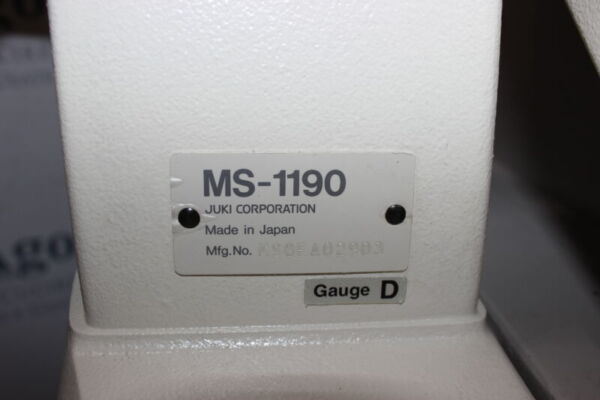 MS-1190
JUKI CORPORATION
Made in Japan
Mfg.No.
Gauge D